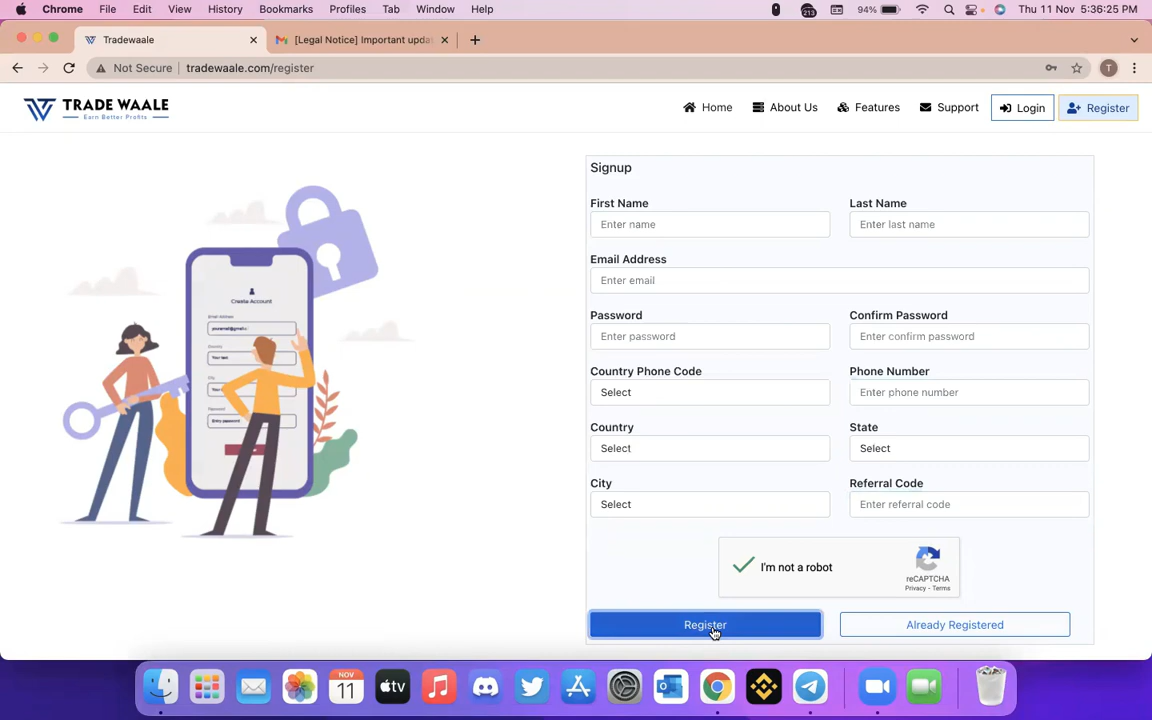 Chrome File Edit View History Bookmarks Profiles Tab Window Help 213 94% Thu 11 Nov 5:36:25 PM
Tradewaale [Legal Notice] Important upda
Not Secure tradewaale.com/register T
TRADE WAALE
Earn Better Profits
Home About Us Features Support Login Register
Create Account
Email Address
Signup
First Name Last Name
Enter name Enter last name
Email Address
Enter email
Password Confirm Password
Enter password Enter confirm password
Country Phone Code Phone Number
Select Enter phone number
Country State
Select Select
City Referral Code
Select Enter referral code
I'm not a robot
reCAPTCHA
Privacy - Terms
Register Already Registered
NOV
11
tv